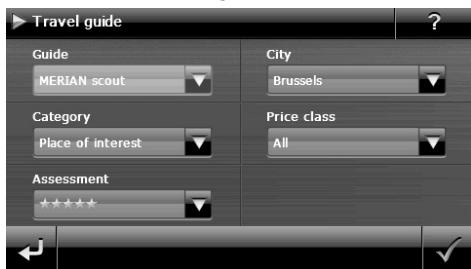 Travel guide
?
Guide
City
MERIAN scout
Brussels
Category
Price class
Place of interest
All
Assessment
★★★★★